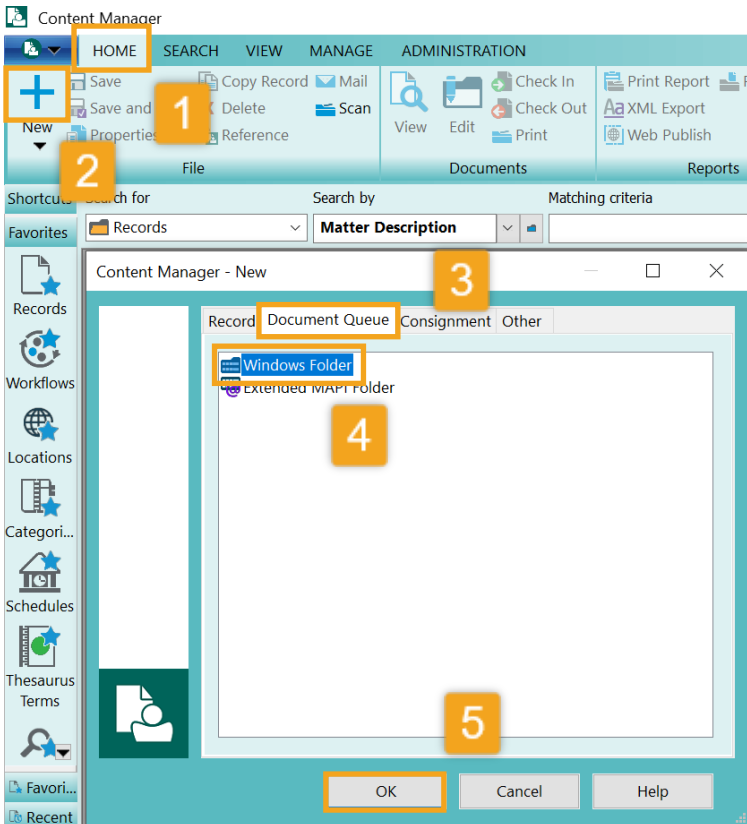 Content Manager
HOME SEARCH VIEW MANAGE ADMINISTRATION
Save Copy Record Mail Check In Print Report
New Save and Delete Scan View Edit Check Out XML Export
Properties Reference Print Web Publish
1
2
File Documents Reports
Shortcuts Search for Search by Matching criteria
Favorites Records Matter Description
Content Manager - New
3
Record Document Queue Consignment Other
Windows Folder
Extended MAPI Folder
4
Records
Workflows
Locations
Categori...
Schedules
Thesaurus
Terms
5
OK Cancel Help
Favori...
Recent